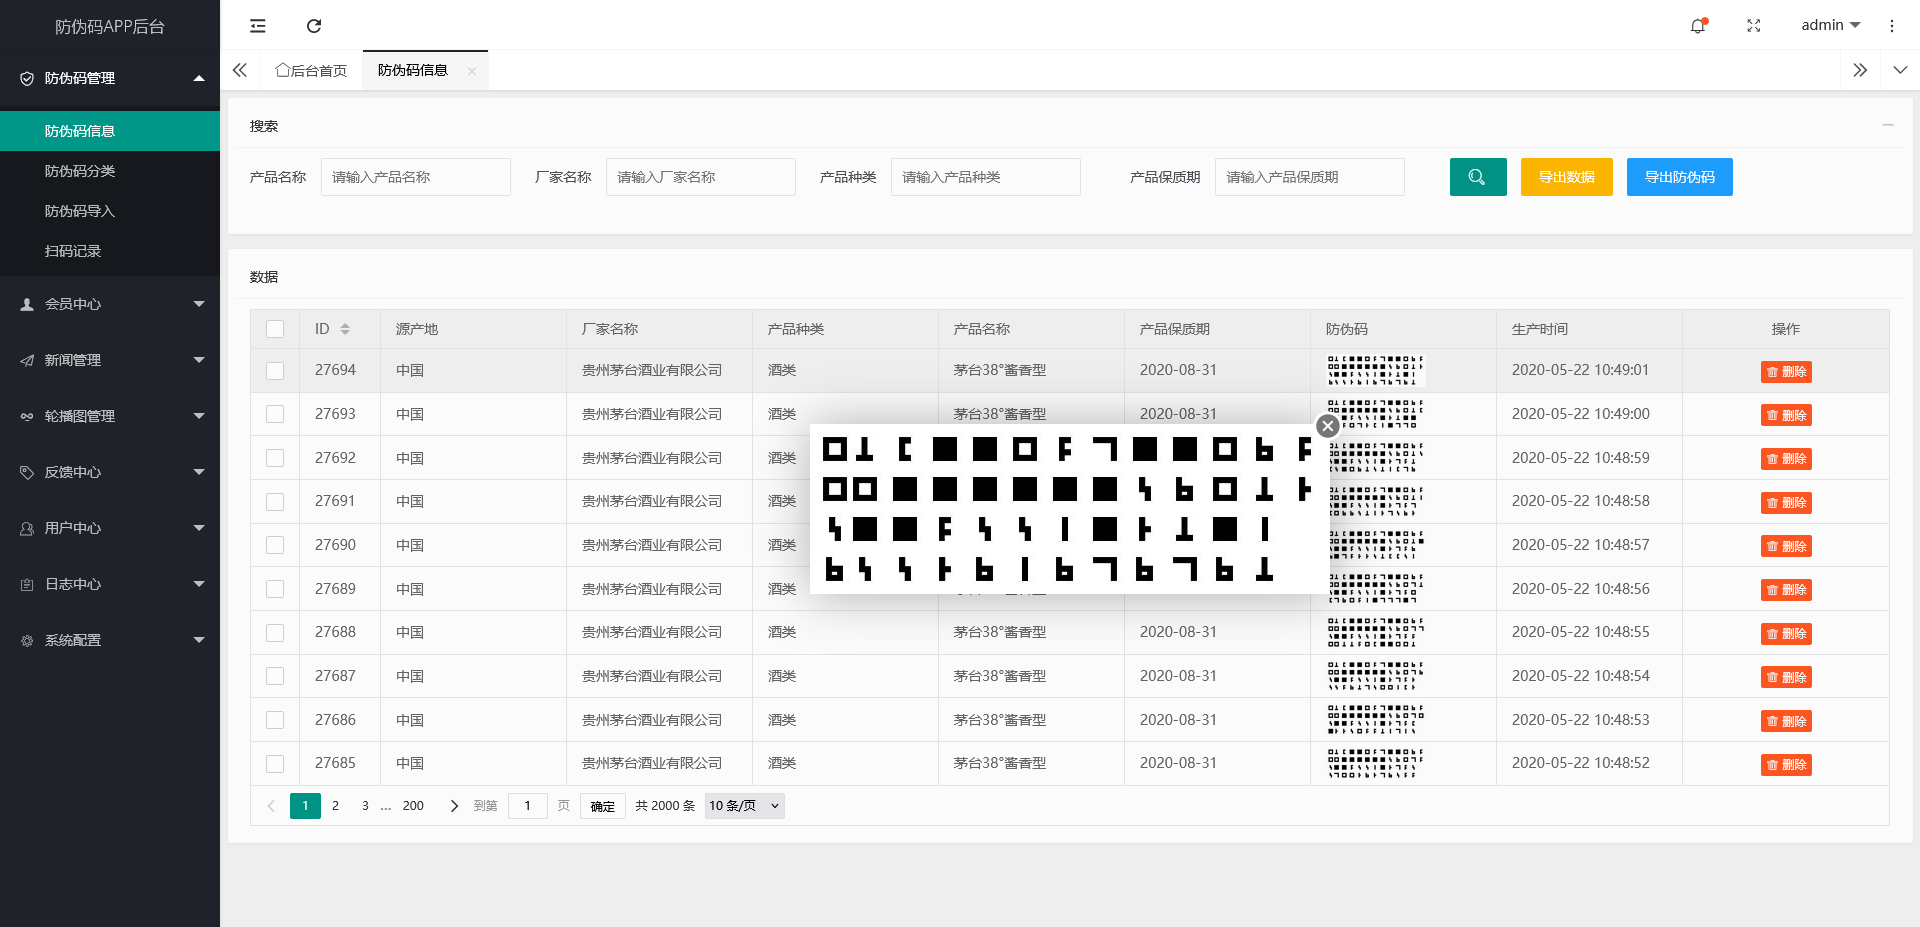 防伪码APP后台
admin
防伪码管理
后台首页
防伪码信息
防伪码信息
防伪码分类
防伪码导入
扫码记录
会员中心
新闻管理
轮播图管理
反馈中心
用户中心
日志中心
系统配置
搜索
产品名称 请输入产品名称 厂家名称 请输入厂家名称 产品种类 请输入产品种类 产品保质期 请输入产品保质期 导出数据 导出防伪码
数据
ID 源产地 厂家名称 产品种类 产品名称 产品保质期 防伪码 生产时间 操作
27694 中国 贵州茅台酒业有限公司 酒类 茅台38°酱香型 2020-08-31 2020-05-22 10:49:01 删除
27693 中国 贵州茅台酒业有限公司 酒类 茅台38°酱香型 2020-08-31 2020-05-22 10:49:00 删除
27692 中国 贵州茅台酒业有限公司 酒类 2020-05-22 10:48:59 删除
27691 中国 贵州茅台酒业有限公司 酒类 2020-05-22 10:48:58 删除
27690 中国 贵州茅台酒业有限公司 酒类 2020-05-22 10:48:57 删除
27689 中国 贵州茅台酒业有限公司 酒类 2020-05-22 10:48:56 删除
27688 中国 贵州茅台酒业有限公司 酒类 茅台38°酱香型 2020-08-31 2020-05-22 10:48:55 删除
27687 中国 贵州茅台酒业有限公司 酒类 茅台38°酱香型 2020-08-31 2020-05-22 10:48:54 删除
27686 中国 贵州茅台酒业有限公司 酒类 茅台38°酱香型 2020-08-31 2020-05-22 10:48:53 删除
27685 中国 贵州茅台酒业有限公司 酒类 茅台38°酱香型 2020-08-31 2020-05-22 10:48:52 删除
1 2 3 … 200 到第 1 页 确定 共 2000 条 10 条/页